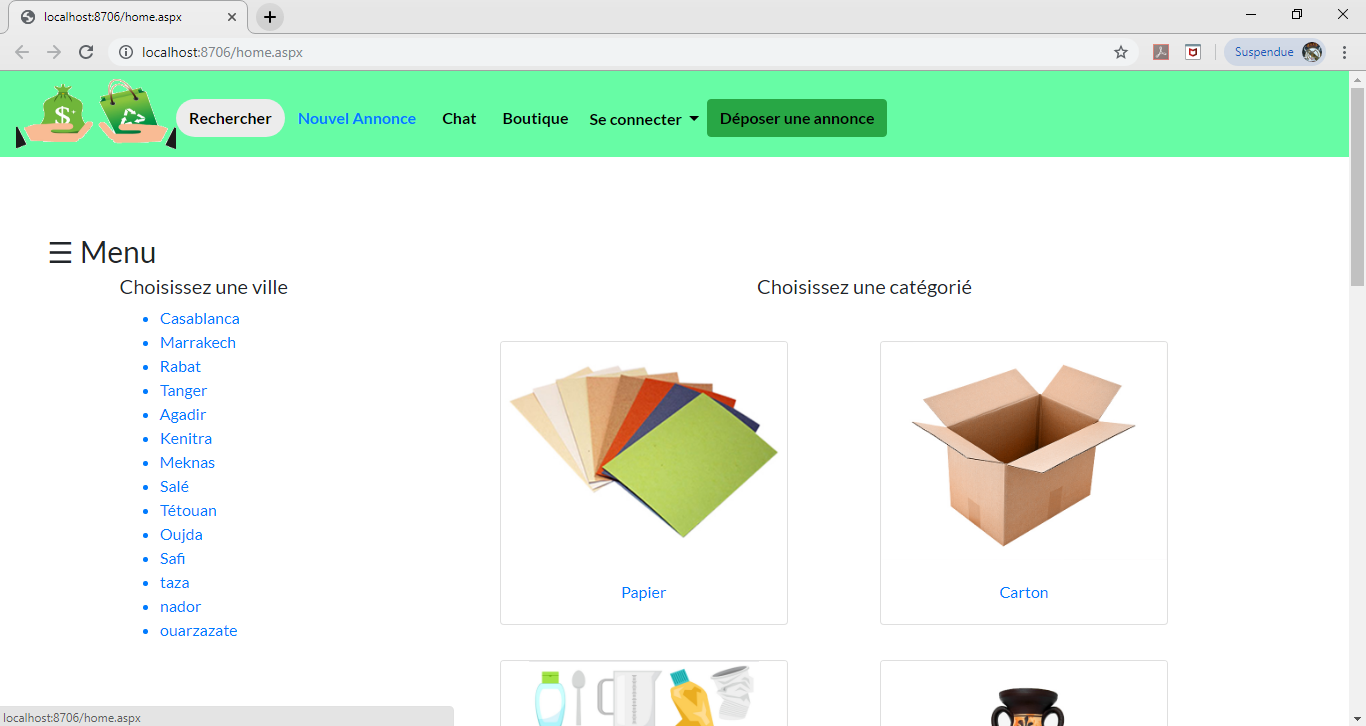 localhost:8706/home.aspx
localhost:8706/home.aspx
Suspendue
$
Rechercher Nouvel Annonce Chat Boutique Se connecter Déposer une annonce
☰ Menu
Choisissez une ville
Casablanca
Marrakech
Rabat
Tanger
Agadir
Kenitra
Meknas
Salé
Tétouan
Oujda
Safi
taza
nador
ouarzazate
Choisissez une catégorié
Papier
Carton
localhost:8706/home.aspx